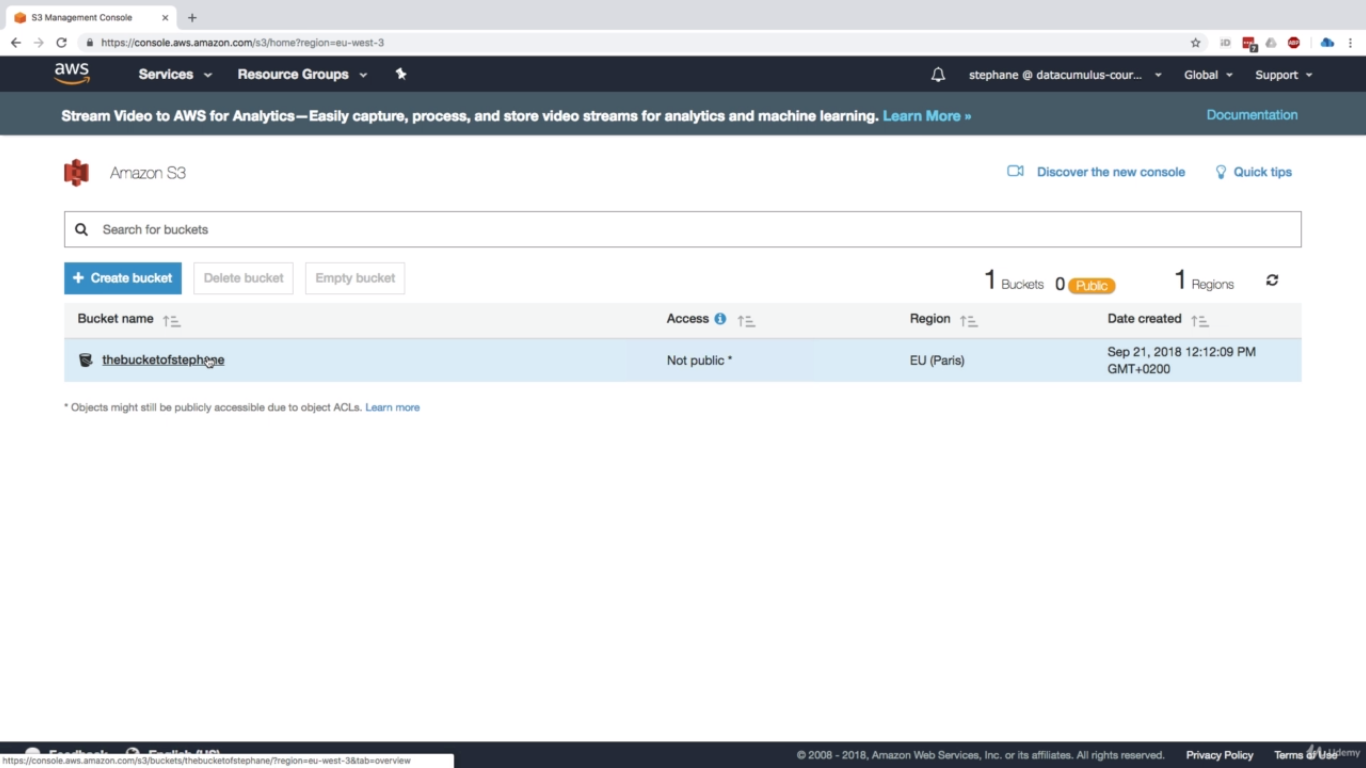 S3 Management Console
https://console.aws.amazon.com/s3/home?region=eu-west-3
iD
7
ABP
aws
Services
Resource Groups
stephane @ datacumulus-cour...
Global
Support
Stream Video to AWS for Analytics—Easily capture, process, and store video streams for analytics and machine learning. Learn More »
Documentation
Amazon S3
Discover the new console
Quick tips
Search for buckets
+ Create bucket
Delete bucket
Empty bucket
1 Buckets
0 Public
1 Regions
Bucket name
Access
Region
Date created
thebucketofstephane
Not public *
EU (Paris)
Sep 21, 2018 12:12:09 PM
GMT+0200
* Objects might still be publicly accessible due to object ACLs. Learn more
Feedback
English (US)
© 2008 - 2018, Amazon Web Services, Inc. or its affiliates. All rights reserved.
Privacy Policy
Terms of Use
Udemy
https://console.aws.amazon.com/s3/buckets/thebucketofstephane/?region=eu-west-3&tab=overview